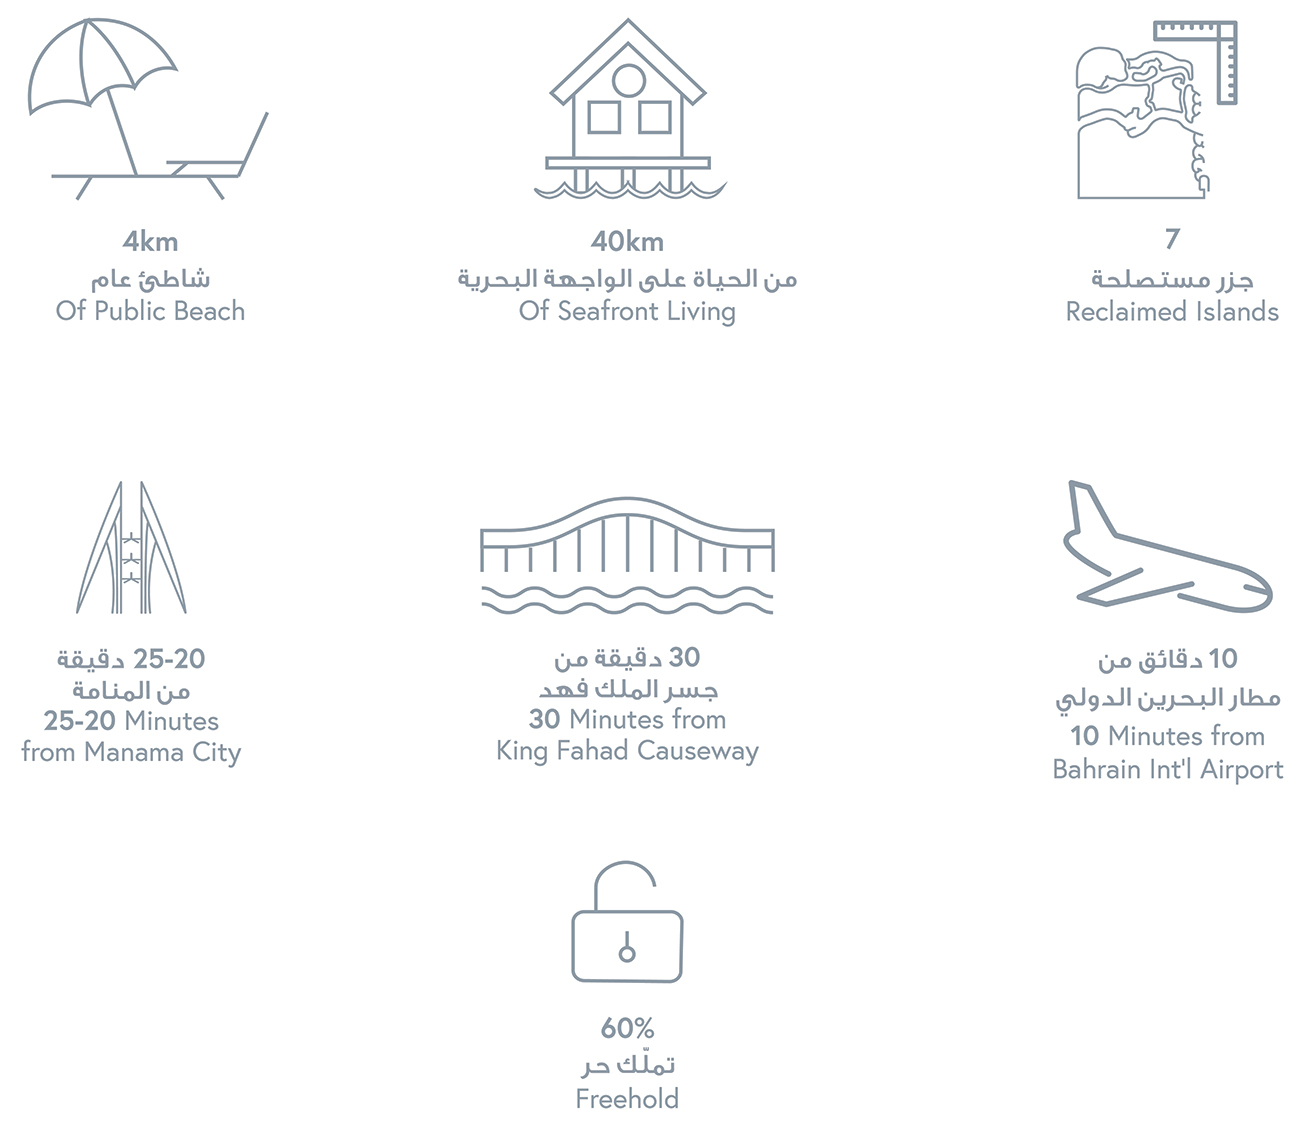 4km
شاطئ عام
Of Public Beach
40km
من الحياة على الواجهة البحرية
Of Seafront Living
7
جزر مستصلحة
Reclaimed Islands
25-20 دقيقة
من المنامة
25-20 Minutes
from Manama City
30 دقيقة من
جسر الملك فهد
30 Minutes from
King Fahad Causeway
10 دقائق من
مطار البحرين الدولي
10 Minutes from
Bahrain Int'l Airport
60%
تملّك حر
Freehold